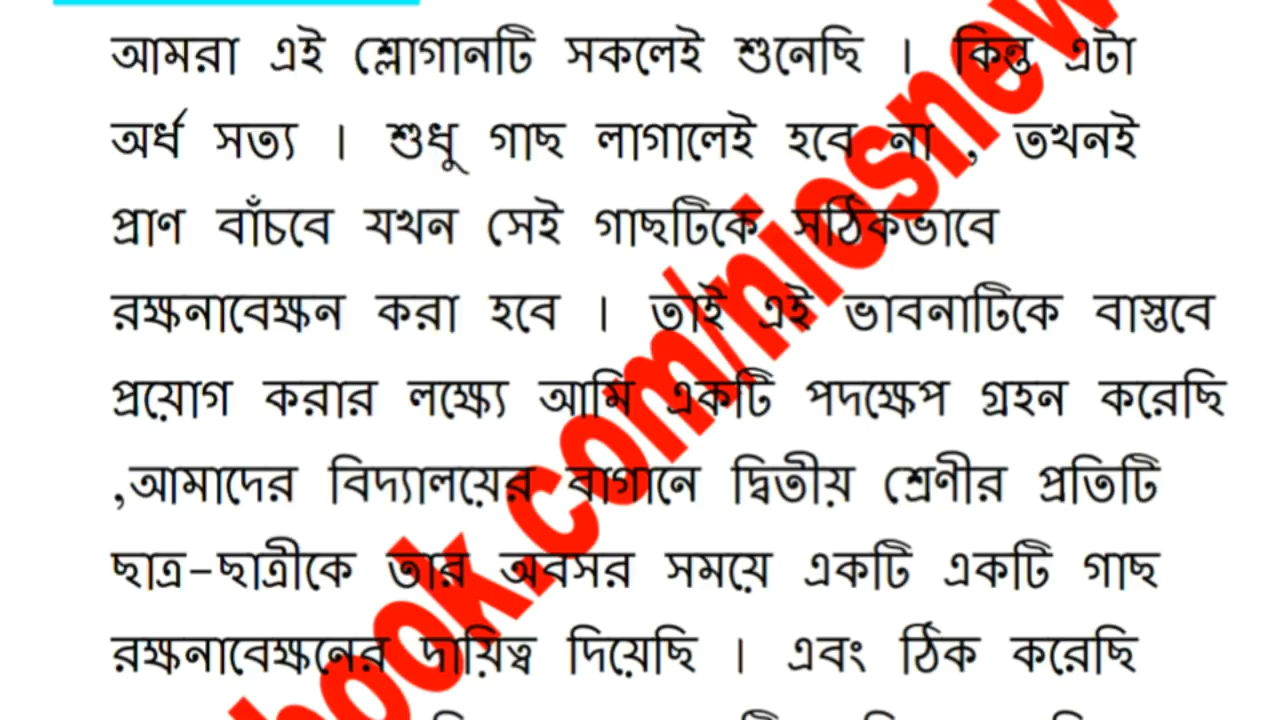 আমরা এই শ্লোগানটি সকলেই শুনেছি । কিন্ত এটা
অর্ধ সত্য । শুধু গাছ লাগালেই হবে না , তখনই
প্রাণ বাঁচবে যখন সেই গাছটিকে সঠিকভাবে
রক্ষনাবেক্ষন করা হবে । তাই এই ভাবনাটিকে বাস্তবে
প্রয়োগ করার লক্ষ্যে আমি একটি পদক্ষেপ গ্রহন করেছি
,আমাদের বিদ্যালয়ের বাগানে দ্বিতীয় শ্রেণীর প্রতিটি
ছাত্র-ছাত্রীকে তার অবসর সময়ে একটি একটি গাছ
রক্ষনাবেক্ষনের দায়িত্ব দিয়েছি । এবং ঠিক করেছি
book.com/niosnew